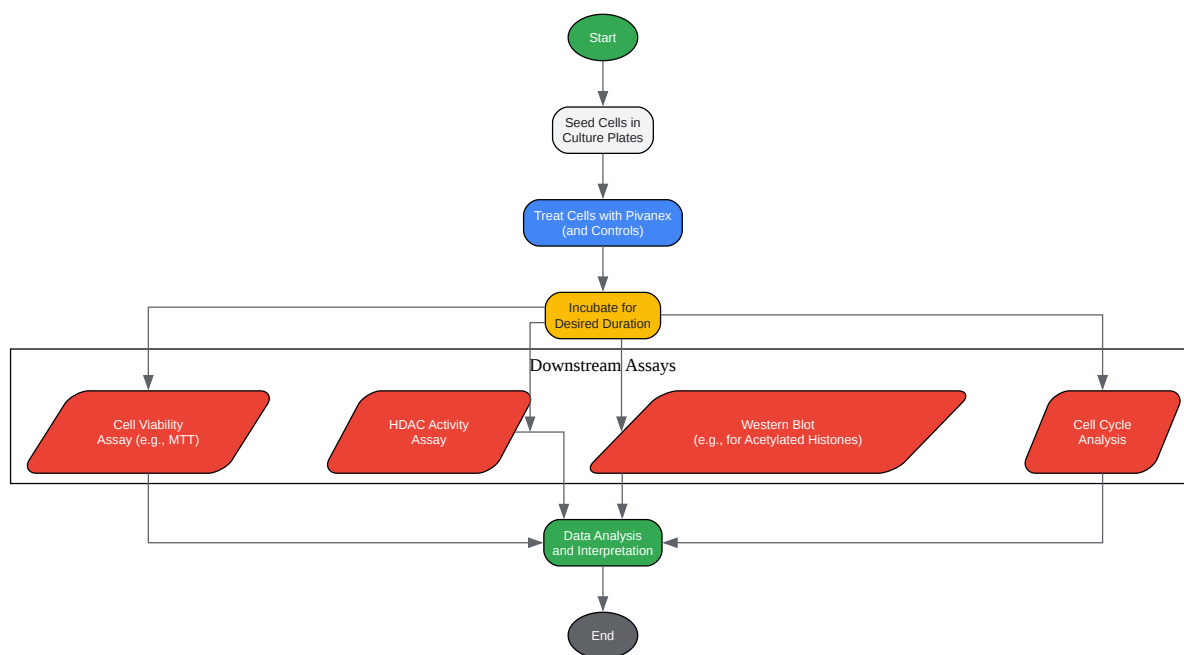 Start
Seed Cells in
Culture Plates
Treat Cells with Pivanex
(and Controls)
Incubate for
Desired Duration
Downstream Assays
Cell Viability
Assay (e.g., MTT)
HDAC Activity
Assay
Western Blot
(e.g., for Acetylated Histones)
Cell Cycle
Analysis
Data Analysis
and Interpretation
End